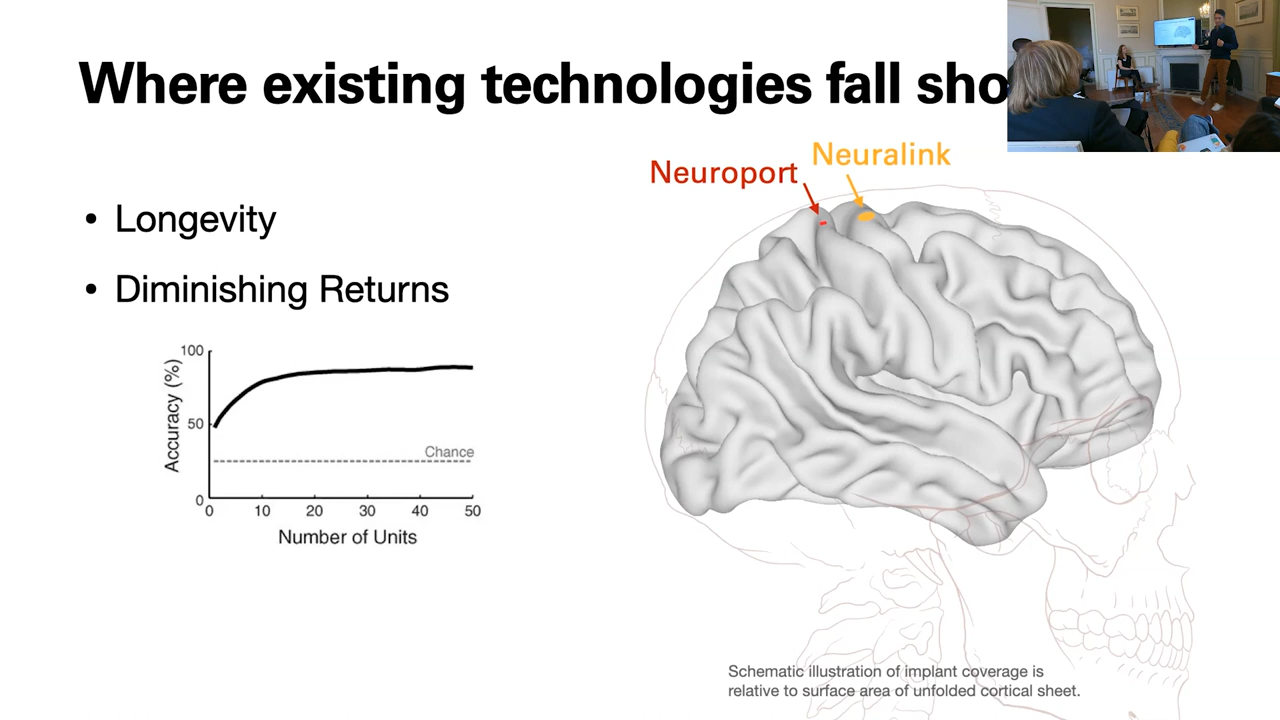 Where existing technologies fall sho
Neuroport
Neuralink
• Longevity
• Diminishing Returns
100
50
0
Accuracy (%)
Chance
0 10 20 30 40 50
Number of Units
Schematic illustration of implant coverage is
relative to surface area of unfolded cortical sheet.